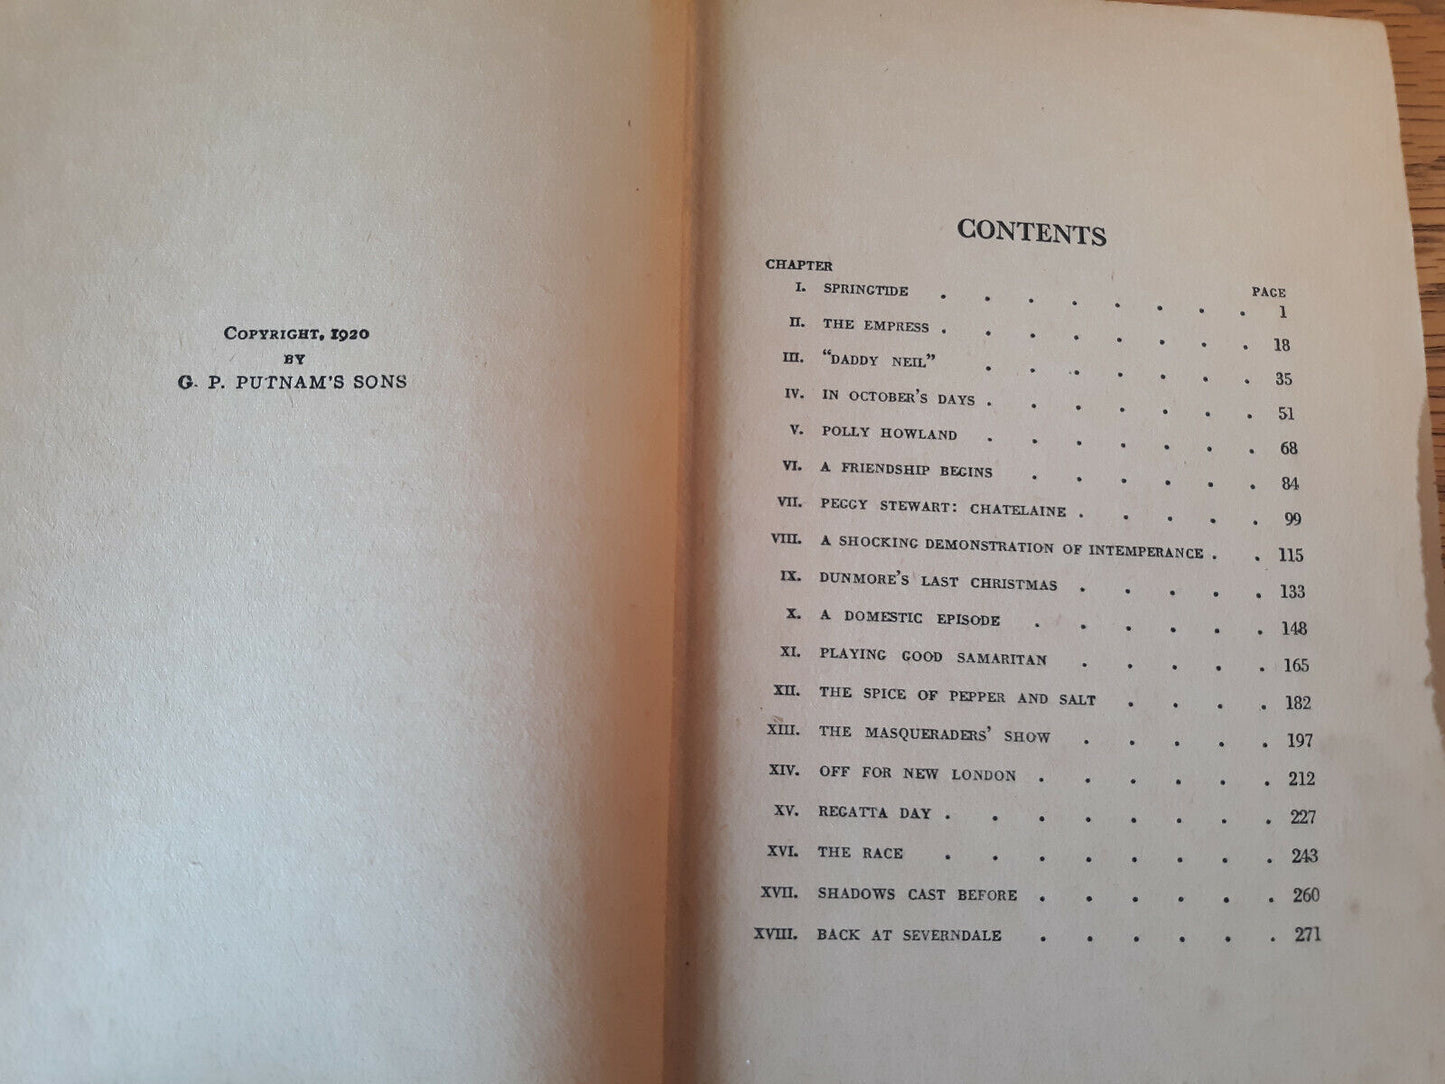 COPYRIGHT, 1920
BY
G. P. PUTNAM'S SONS
CONTENTS
CHAPTER PAGE
I. SPRINGTIDE . . . . . . . . 1
II. THE EMPRESS . . . . . . . . 18
III. "DADDY NEIL" . . . . . . . 35
IV. IN OCTOBER'S DAYS . . . . . . . 51
V. POLLY HOWLAND . . . . . . . 68
VI. A FRIENDSHIP BEGINS . . . . . . 84
VII. PEGGY STEWART: CHATELAINE . . . . . 99
VIII. A SHOCKING DEMONSTRATION OF INTEMPERANCE . . 115
IX. DUNMORE'S LAST CHRISTMAS . . . . . 133
X. A DOMESTIC EPISODE . . . . . . 148
XI. PLAYING GOOD SAMARITAN . . . . . 165
XII. THE SPICE OF PEPPER AND SALT . . . . 182
XIII. THE MASQUERADERS' SHOW . . . . . 197
XIV. OFF FOR NEW LONDON . . . . . . 212
XV. REGATTA DAY . . . . . . . . 227
XVI. THE RACE . . . . . . . . 243
XVII. SHADOWS CAST BEFORE . . . . . . 260
XVIII. BACK AT SEVERNDALE . . . . . . 271